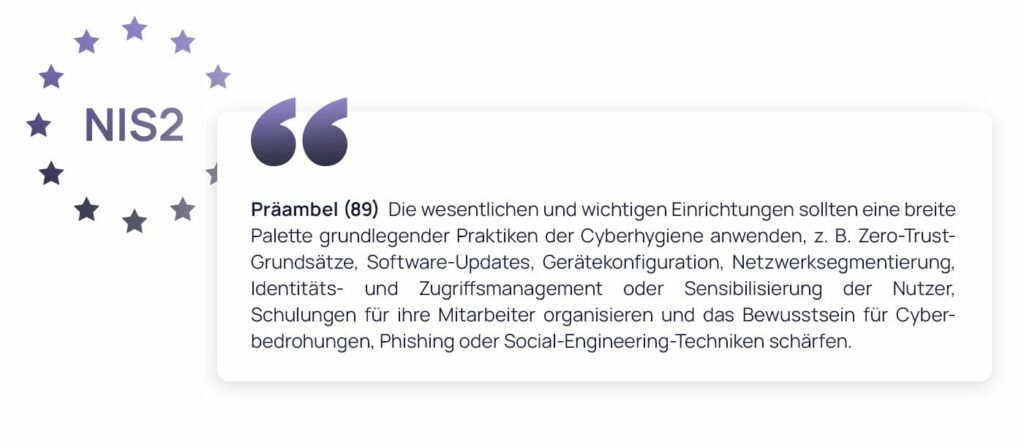 NIS2
Präambel (89) Die wesentlichen und wichtigen Einrichtungen sollten eine breite
Palette grundlegender Praktiken der Cyberhygiene anwenden, z. B. Zero-Trust-
Grundsätze, Software-Updates, Gerätekonfiguration, Netzwerksegmentierung,
Identitäts- und Zugriffsmanagement oder Sensibilisierung der Nutzer,
Schulungen für ihre Mitarbeiter organisieren und das Bewusstsein für Cyber-
bedrohungen, Phishing oder Social-Engineering-Techniken schärfen.